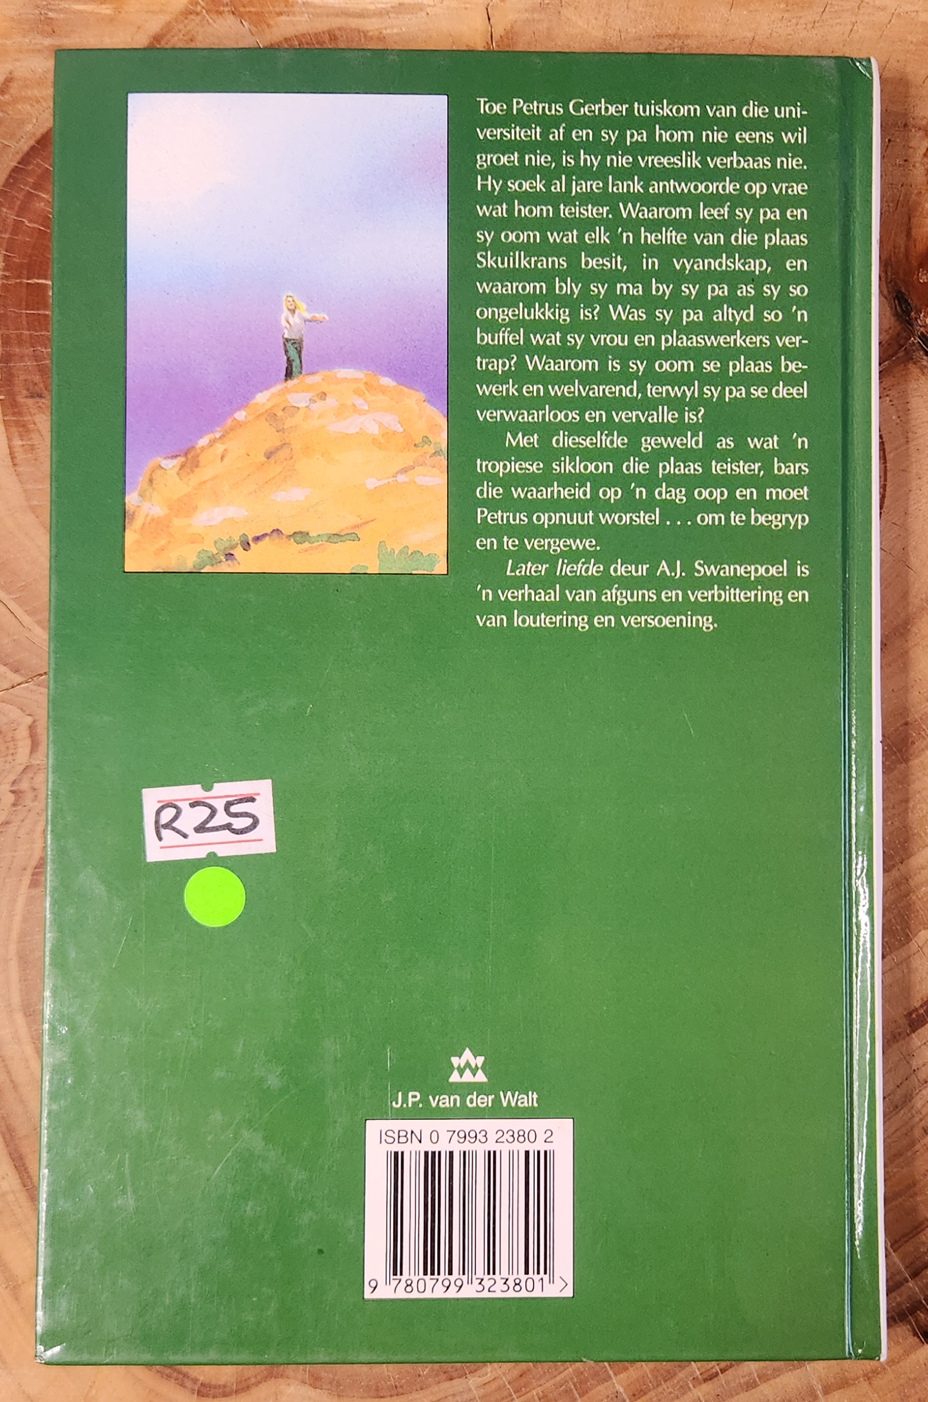 Toe Petrus Gerber tuiskom van die uni-
versiteit af en sy pa hom nie eens wil
groet nie, is hy nie vreeslik verbaas nie.
Hy soek al jare lank antwoorde op vrae
wat hom teister. Waarom leef sy pa en
sy oom wat elk 'n helfte van die plaas
Skuilkrans besit, in vyandskap, en
waarom bly sy ma by sy pa as sy so
ongelukkig is? Was sy pa altyd so 'n
buffel wat sy vrou en plaaswerkers ver-
trap? Waarom is sy oom se plaas be-
werk en welvarend, terwyl sy pa se deel
verwaarloos en vervalle is?
Met dieselfde geweld as wat 'n
tropiese sikloon die plaas teister, bars
die waarheid op 'n dag oop en moet
Petrus opnuut worstel . . . om te begryp
en te vergewe.
Later liefde deur A.J. Swanepoel is
'n verhaal van afguns en verbittering en
van loutering en versoening.
R25
J.P. van der Walt
ISBN 0 7993 2380 2
9 780799 323801 >